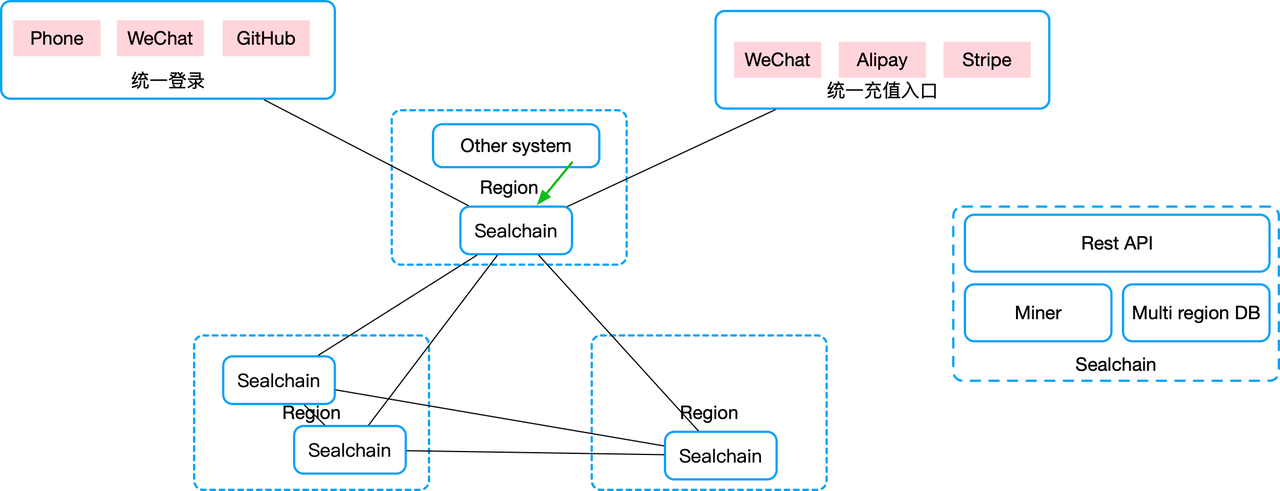 Phone
WeChat
GitHub
统一登录
WeChat
Alipay
Stripe
统一充值入口
Other system
Region
Sealchain
Rest API
Miner
Multi region DB
Sealchain
Sealchain
Region
Sealchain
Region
Sealchain